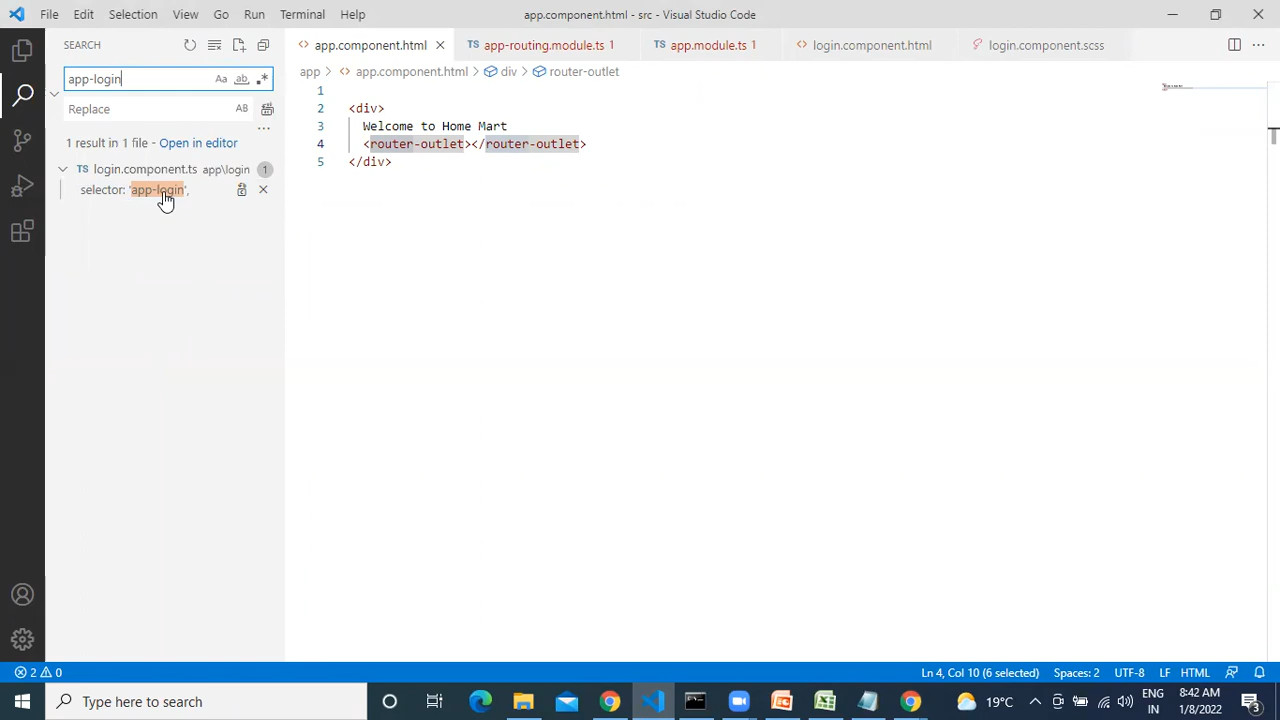 File Edit Selection View Go Run Terminal Help app.component.html - src - Visual Studio Code
SEARCH
app.component.html
TS app-routing.module.ts 1
TS app.module.ts 1
login.component.html
login.component.scss
app-login
Aa ab
app > app.component.html > div > router-outlet
Replace
AB
1 result in 1 file - Open in editor
TS login.component.ts app\login 1
selector: 'app-login',
1
2 <div>
3 Welcome to Home Mart
4 <router-outlet></router-outlet>
5 </div>
2 0
Ln 4, Col 10 (6 selected) Spaces: 2 UTF-8 LF HTML
Type here to search
19°C
ENG
IN
8:42 AM
1/8/2022
3